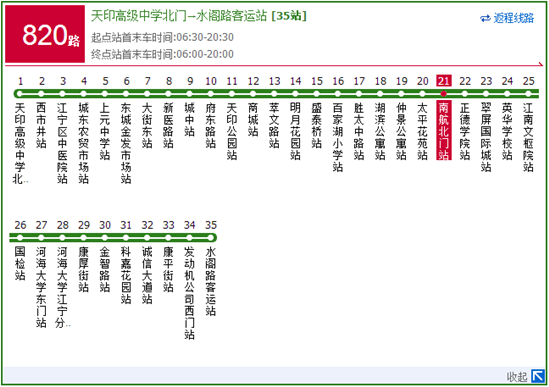 820路
天印高级中学北门→水阁路客运站 [35站]
返程线路
起点站首末车时间:06:30-20:30
终点站首末车时间:06:00-20:00
1 2 3 4 5 6 7 8 9 10 11 12 13 14 15 16 17 18 19 20 21 22 23 24 25
天印高级中学北..
西市井站
江宁区中医院站
城东农贸市场站
上元中学站
东城金发市场站
大街东站
新医路站
城中站
府东路站
天印公园站
商城站
萃文路站
明月花园站
盛泰桥站
百家湖小学站
胜太中路站
湖滨公寓站
仲景公寓站
太平花苑站
南航北门站
正德学院站
翠屏国际城站
英华学校站
江南文枢院站
26 27 28 29 30 31 32 33 34 35
国检站
河海大学东门站
河海大学江宁分..
康厚街站
金智路站
科嘉花园站
诚信大道站
康平街站
发动机公司西门站
水阁路客运站
收起